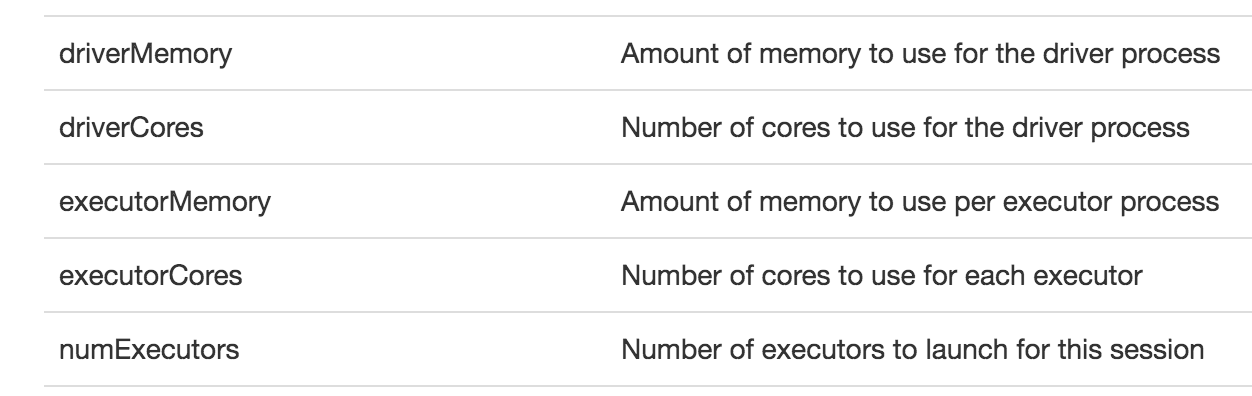 driverMemory Amount of memory to use for the driver process
driverCores Number of cores to use for the driver process
executorMemory Amount of memory to use per executor process
executorCores Number of cores to use for each executor
numExecutors Number of executors to launch for this session